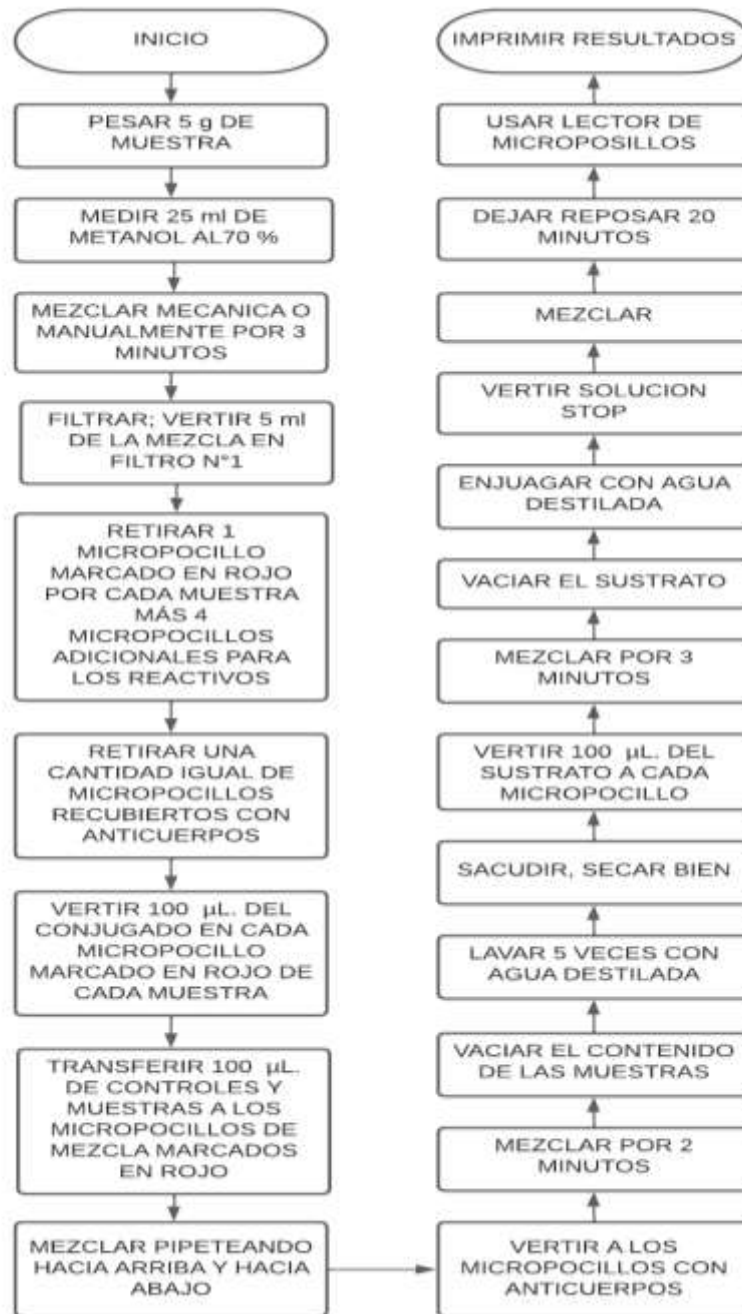 INICIO
PESAR 5 g DE
MUESTRA
MEDIR 25 ml DE
METANOL AL70 %
MEZCLAR MECANICA O
MANUALMENTE POR 3
MINUTOS
FILTRAR; VERTIR 5 ml
DE LA MEZCLA EN
FILTRO N°1
RETIRAR 1
MICROPOCILLO
MARCADO EN ROJO
POR CADA MUESTRA
MÁS 4
MICROPOCILLOS
ADICIONALES PARA
LOS REACTIVOS
RETIRAR UNA
CANTIDAD IGUAL DE
MICROPOCILLOS
RECUBIERTOS CON
ANTICUERPOS
VERTIR 100 µL. DEL
CONJUGADO EN CADA
MICROPOCILLO
MARCADO EN ROJO DE
CADA MUESTRA
TRANSFERIR 100 µL.
DE CONTROLES Y
MUESTRAS A LOS
MICROPOCILLOS DE
MEZCLA MARCADOS
EN ROJO
MEZCLAR PIPETEANDO
HACIA ARRIBA Y HACIA
ABAJO
VERTIR A LOS
MICROPOCILLOS CON
ANTICUERPOS
MEZCLAR POR 2
MINUTOS
VACIAR EL CONTENIDO
DE LAS MUESTRAS
LAVAR 5 VECES CON
AGUA DESTILADA
SACUDIR, SECAR BIEN
VERTIR 100 µL. DEL
SUSTRATO A CADA
MICROPOCILLO
MEZCLAR POR 3
MINUTOS
VACIAR EL SUSTRATO
ENJUAGAR CON AGUA
DESTILADA
VERTIR SOLUCION
STOP
MEZCLAR
DEJAR REPOSAR 20
MINUTOS
USAR LECTOR DE
MICROPOSILLOS
IMPRIMIR RESULTADOS